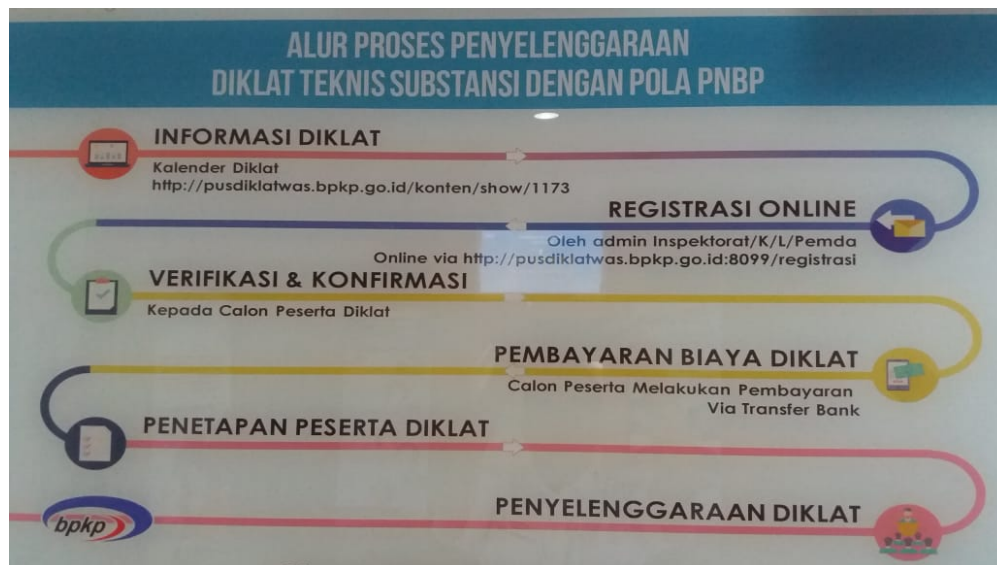 ALUR PROSES PENYELENGGARAAN
DIKLAT TEKNIS SUBSTANSI DENGAN POLA PNBP
INFORMASI DIKLAT
Kalender Diklat
http://pusdiklatwas.bpkp.go.id/konten/show/1173
REGISTRASI ONLINE
Oleh admin Inspektorat/K/L/Pemda
Online via http://pusdiklatwas.bpkp.go.id:8099/registrasi
VERIFIKASI & KONFIRMASI
Kepada Calon Peserta Diklat
PEMBAYARAN BIAYA DIKLAT
Calon Peserta Melakukan Pembayaran
Via Transfer Bank
PENETAPAN PESERTA DIKLAT
PENYELENGGARAAN DIKLAT
bpkp